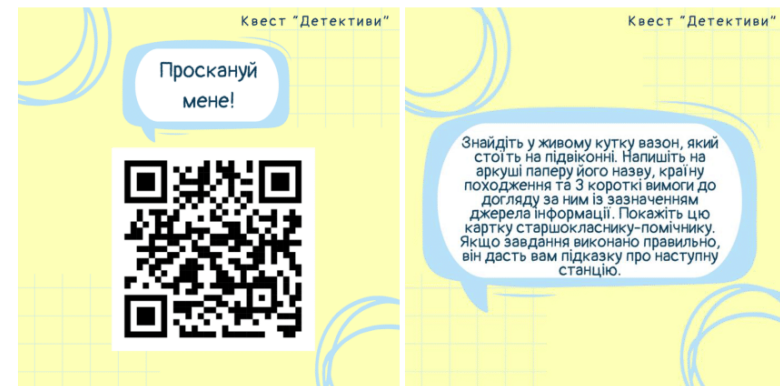 Квест "Детективи"
Проскануй
мене!
Квест "Детективи"
Знайдіть у живому кутку вазон, який
стоїть на підвіконні. Напишіть на
аркуші паперу його назву, країну
походження та 3 короткі вимоги до
догляду за ним із зазначенням
джерела інформації. Покажіть цю
картку старшокласнику-помічнику.
Якщо завдання виконано правильно,
він дасть вам підказку про наступну
станцію.